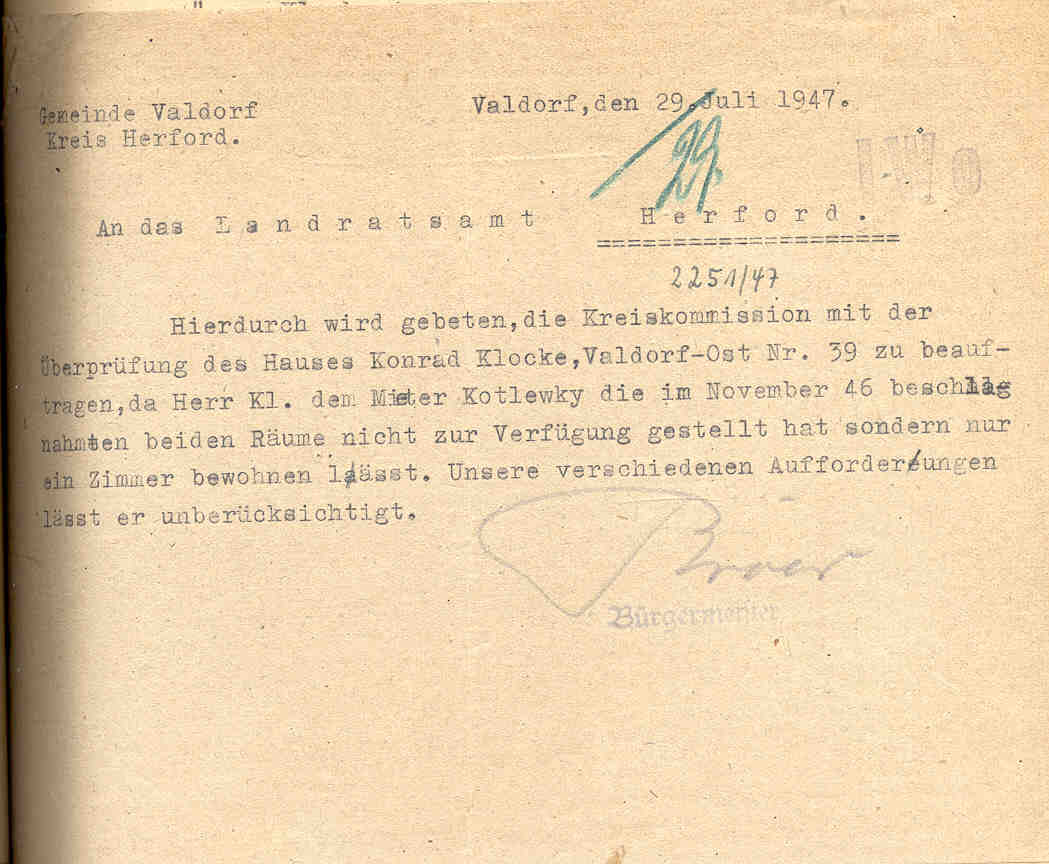 Gemeinde Valdorf
Kreis Herford.
Valdorf,den 29.Juli 1947.
29.
An das Landratsamt Herford.
====================
2251/47
Hierdurch wird gebeten,die Kreiskommission mit der
Überprüfung des Hauses Konrad Klocke,Valdorf-Ost Nr. 39 zu beauf-
tragen,da Herr Kl. dem Mieter Kotlewky die im November 46 beschlag
nahmten beiden Räume nicht zur Verfügung gestellt hat sondern nur
ein Zimmer bewohnen lässt. Unsere verschiedenen Aufforderungen
lässt er unberücksichtigt.
Broer
Bürgermeister